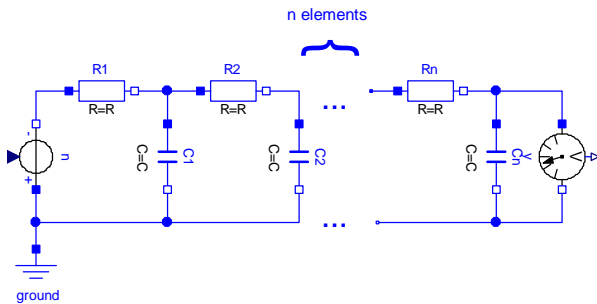 n elements
R1
R2
Rn
R=R
R=R
...
R=R
-
+
n
C=C
C1
C=C
C2
C=C
Cn
V
V
...
ground